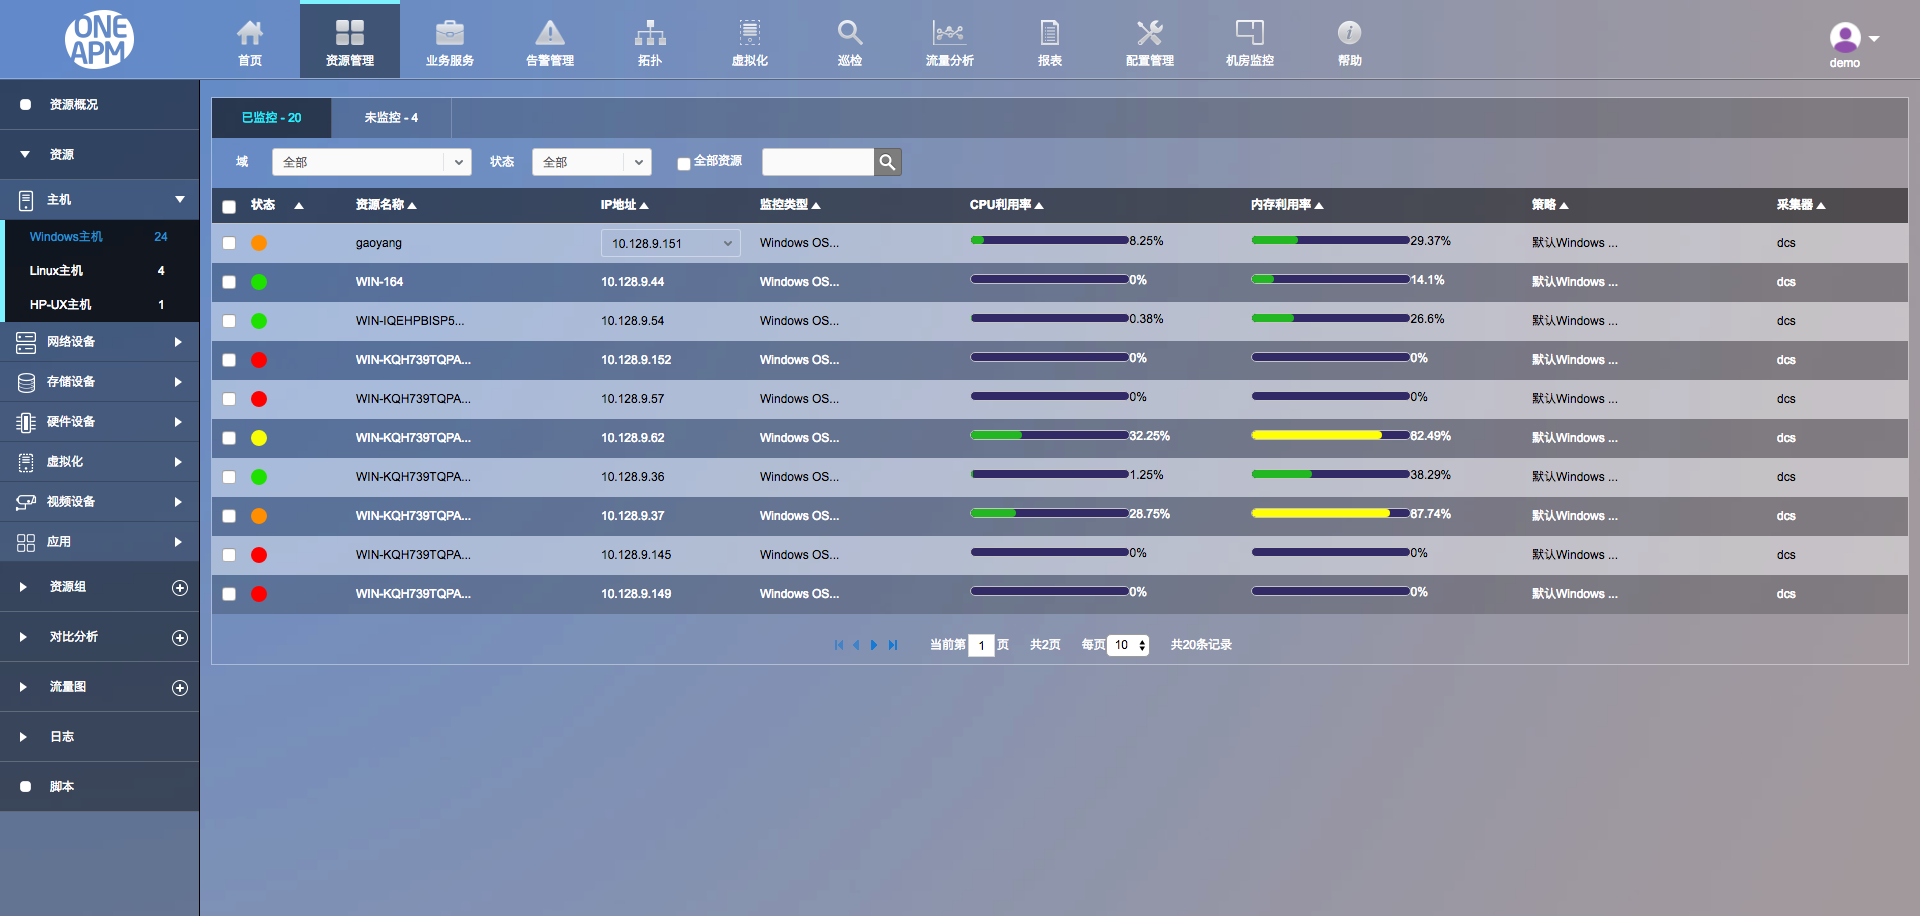 ONE
APM
首页
资源管理
业务服务
告警管理
拓扑
虚拟化
巡检
流量分析
报表
配置管理
机房监控
帮助
demo
资源概况
资源
主机
Windows主机 24
Linux主机 4
HP-UX主机 1
网络设备
存储设备
硬件设备
虚拟化
视频设备
应用
资源组
对比分析
流量图
日志
脚本
已监控 - 20 未监控 - 4
域 全部 状态 全部 全部资源
状态 资源名称 IP地址 监控类型 CPU利用率 内存利用率 策略 采集器
gaoyang 10.128.9.151 Windows OS... 8.25% 29.37% 默认Windows ... dcs
WIN-164 10.128.9.44 Windows OS... 0% 14.1% 默认Windows ... dcs
WIN-IQEHPBISP5... 10.128.9.54 Windows OS... 0.38% 26.6% 默认Windows ... dcs
WIN-KQH739TQPA... 10.128.9.152 Windows OS... 0% 0% 默认Windows ... dcs
WIN-KQH739TQPA... 10.128.9.57 Windows OS... 0% 0% 默认Windows ... dcs
WIN-KQH739TQPA... 10.128.9.62 Windows OS... 32.25% 82.49% 默认Windows ... dcs
WIN-KQH739TQPA... 10.128.9.36 Windows OS... 1.25% 38.29% 默认Windows ... dcs
WIN-KQH739TQPA... 10.128.9.37 Windows OS... 28.75% 87.74% 默认Windows ... dcs
WIN-KQH739TQPA... 10.128.9.145 Windows OS... 0% 0% 默认Windows ... dcs
WIN-KQH739TQPA... 10.128.9.149 Windows OS... 0% 0% 默认Windows ... dcs
当前第 1 页 共2页 每页 10 共20条记录